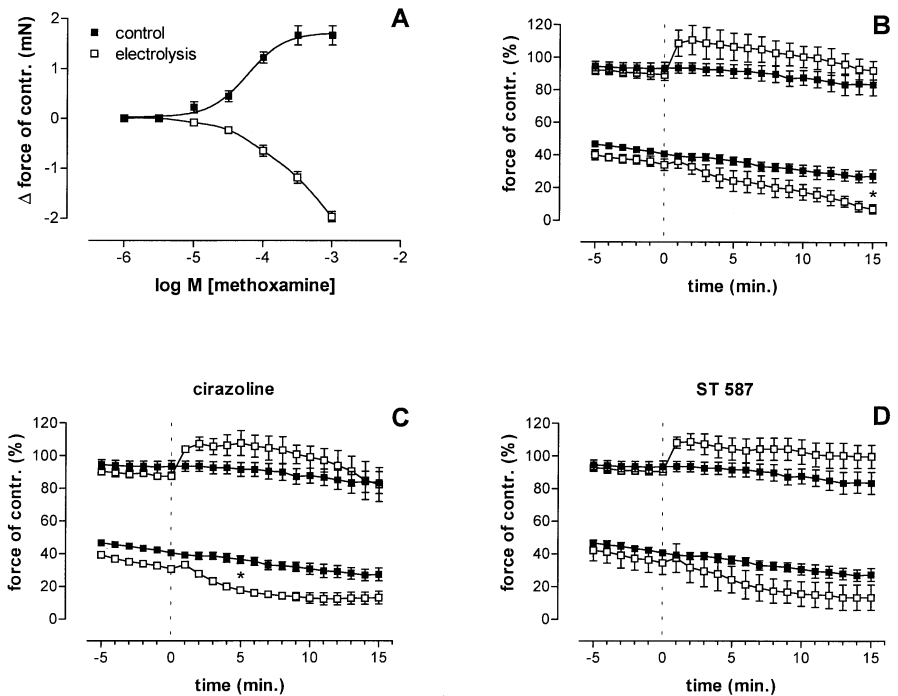 A
Δ force of contr. (mN)
2
1
0
-1
-2
control
electrolysis
-6 -5 -4 -3 -2
log M [methoxamine]
B
force of contr. (%)
120
100
80
60
40
20
0
*
-5 0 5 10 15
time (min.)
cirazoline
C
force of contr. (%)
120
100
80
60
40
20
0
*
-5 0 5 10 15
time (min.)
ST 587
D
force of contr. (%)
120
100
80
60
40
20
0
-5 0 5 10 15
time (min.)